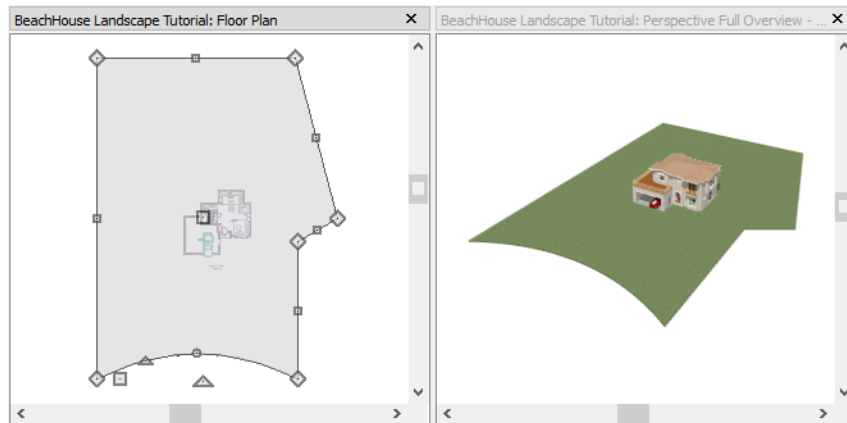 BeachHouse Landscape Tutorial: Floor Plan
BeachHouse Landscape Tutorial: Perspective Full Overview - ...